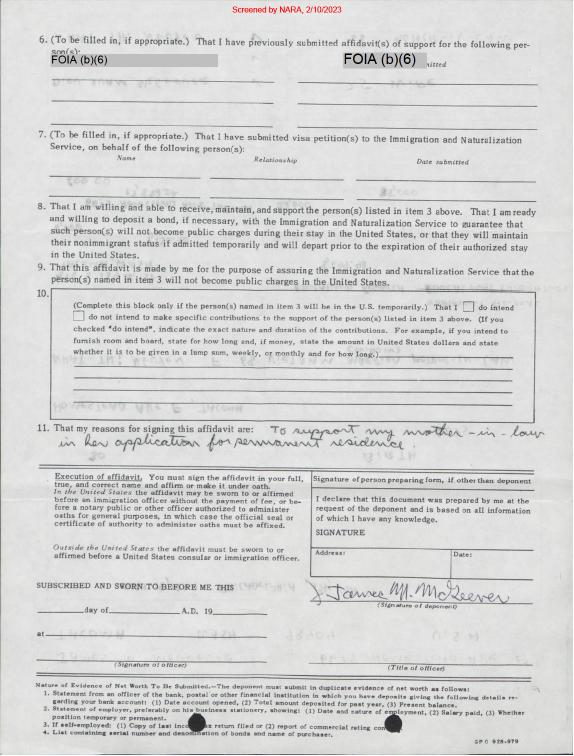 Screened by NARA, 2/10/2023
6. (To be filled in, if appropriate.) That I have previously submitted affidavit(s) of support for the following per-
son(s):
FOIA (b)(6) FOIA (b)(6)
7. (To be filled in, if appropriate.) That I have submitted visa petition(s) to the Immigration and Naturalization
Service, on behalf of the following person(s):
Name Relationship Date submitted
8. That I am willing and able to receive, maintain, and support the person(s) listed in item 3 above. That I am ready
and willing to deposit a bond, if necessary, with the Immigration and Naturalization Service to guarantee that
such person(s) will not become public charges during their stay in the United States, or that they will maintain
their nonimmigrant status if admitted temporarily and will depart prior to the expiration of their authorized stay
in the United States.
9. That this affidavit is made by me for the purpose of assuring the Immigration and Naturalization Service that the
person(s) named in item 3 will not become public charges in the United States.
10.
(Complete this block only if the person(s) named in item 3 will be in the U.S. temporarily.) That I do intend
do not intend to make specific contributions to the support of the person(s) listed in item 3 above. (If you
checked "do intend", indicate the exact nature and duration of the contributions. For example, if you intend to
furnish room and board, state for how long and, if money, state the amount in United States dollars and state
whether it is to be given in a lump sum, weekly, or monthly and for how long.)
11. That my reasons for signing this affidavit are: To support my mother-in-law
in her application for permanent residence.
Execution of affidavit. You must sign the affidavit in your full,
true, and correct name and affirm or make it under oath.
In the United States the affidavit may be sworn to or affirmed
before an immigration officer without the payment of fee, or be-
fore a notary public or other officer authorized to administer
oaths for general purposes, in which case the official seal or
certificate of authority to administer oaths must be affixed.
Outside the United States the affidavit must be sworn to or
affirmed before a United States consular or immigration officer.
Signature of person preparing form, if other than deponent
I declare that this document was prepared by me at the
request of the deponent and is based on all information
of which I have any knowledge.
SIGNATURE
Address: Date:
SUBSCRIBED AND SWORN TO BEFORE ME THIS
James M. McKeever
(Signature of deponent)
day of A.D. 19
at
(Signature of officer) (Title of officer)
Nature of Evidence of Net Worth To Be Submitted.—The deponent must submit in duplicate evidence of net worth as follows:
1. Statement from an officer of the bank, postal or other financial institution in which you have deposits giving the following details re-
garding your bank account: (1) Date account opened, (2) Total amount deposited for past year, (3) Present balance.
2. Statement of employer, preferably on his business stationery, showing: (1) Date and nature of employment, (2) Salary paid, (3) Whether
position temporary or permanent.
3. If self-employed: (1) Copy of last return filed or (2) report of commercial rating
4. List containing serial number and denomination of bonds and name of purchaser.
GPO 928-979